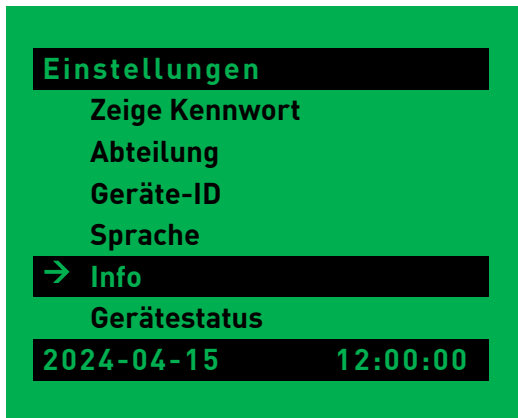 Einstellungen
Zeige Kennwort
Abteilung
Geräte-ID
Sprache
→ Info
Gerätestatus
2024-04-15 12:00:00